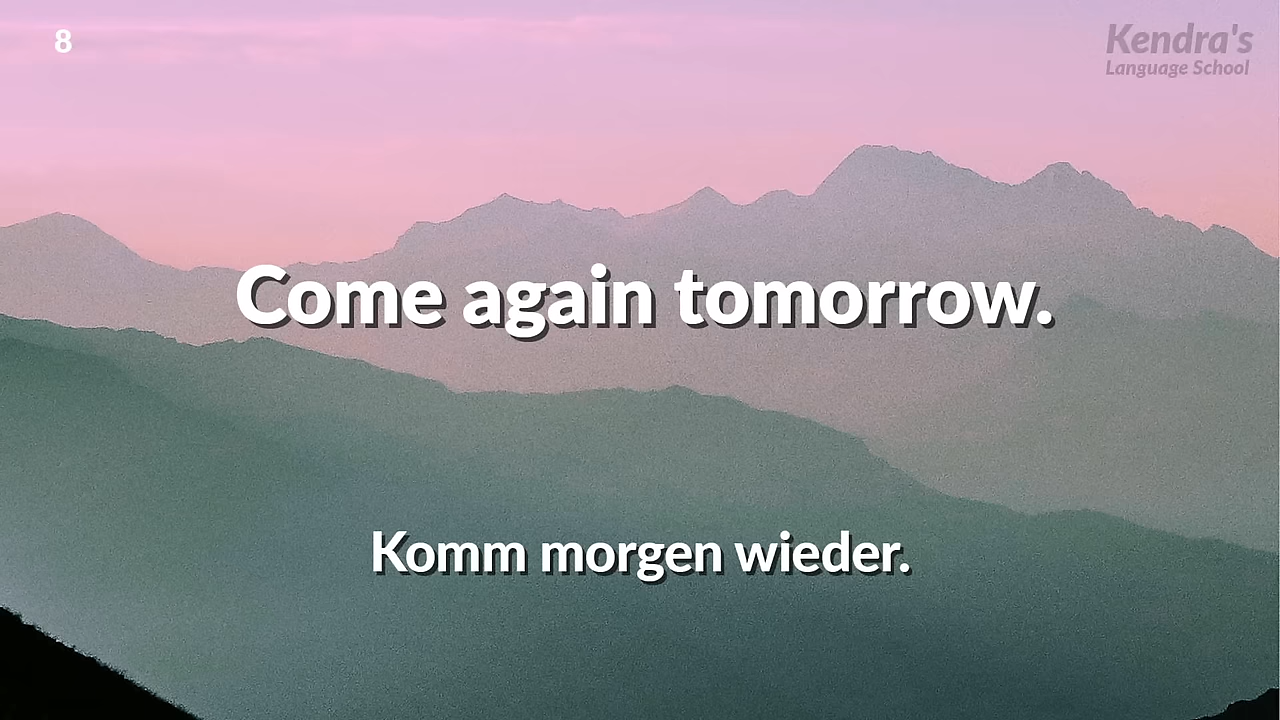 8
Kendra's
Language School
Come again tomorrow.
Komm morgen wieder.